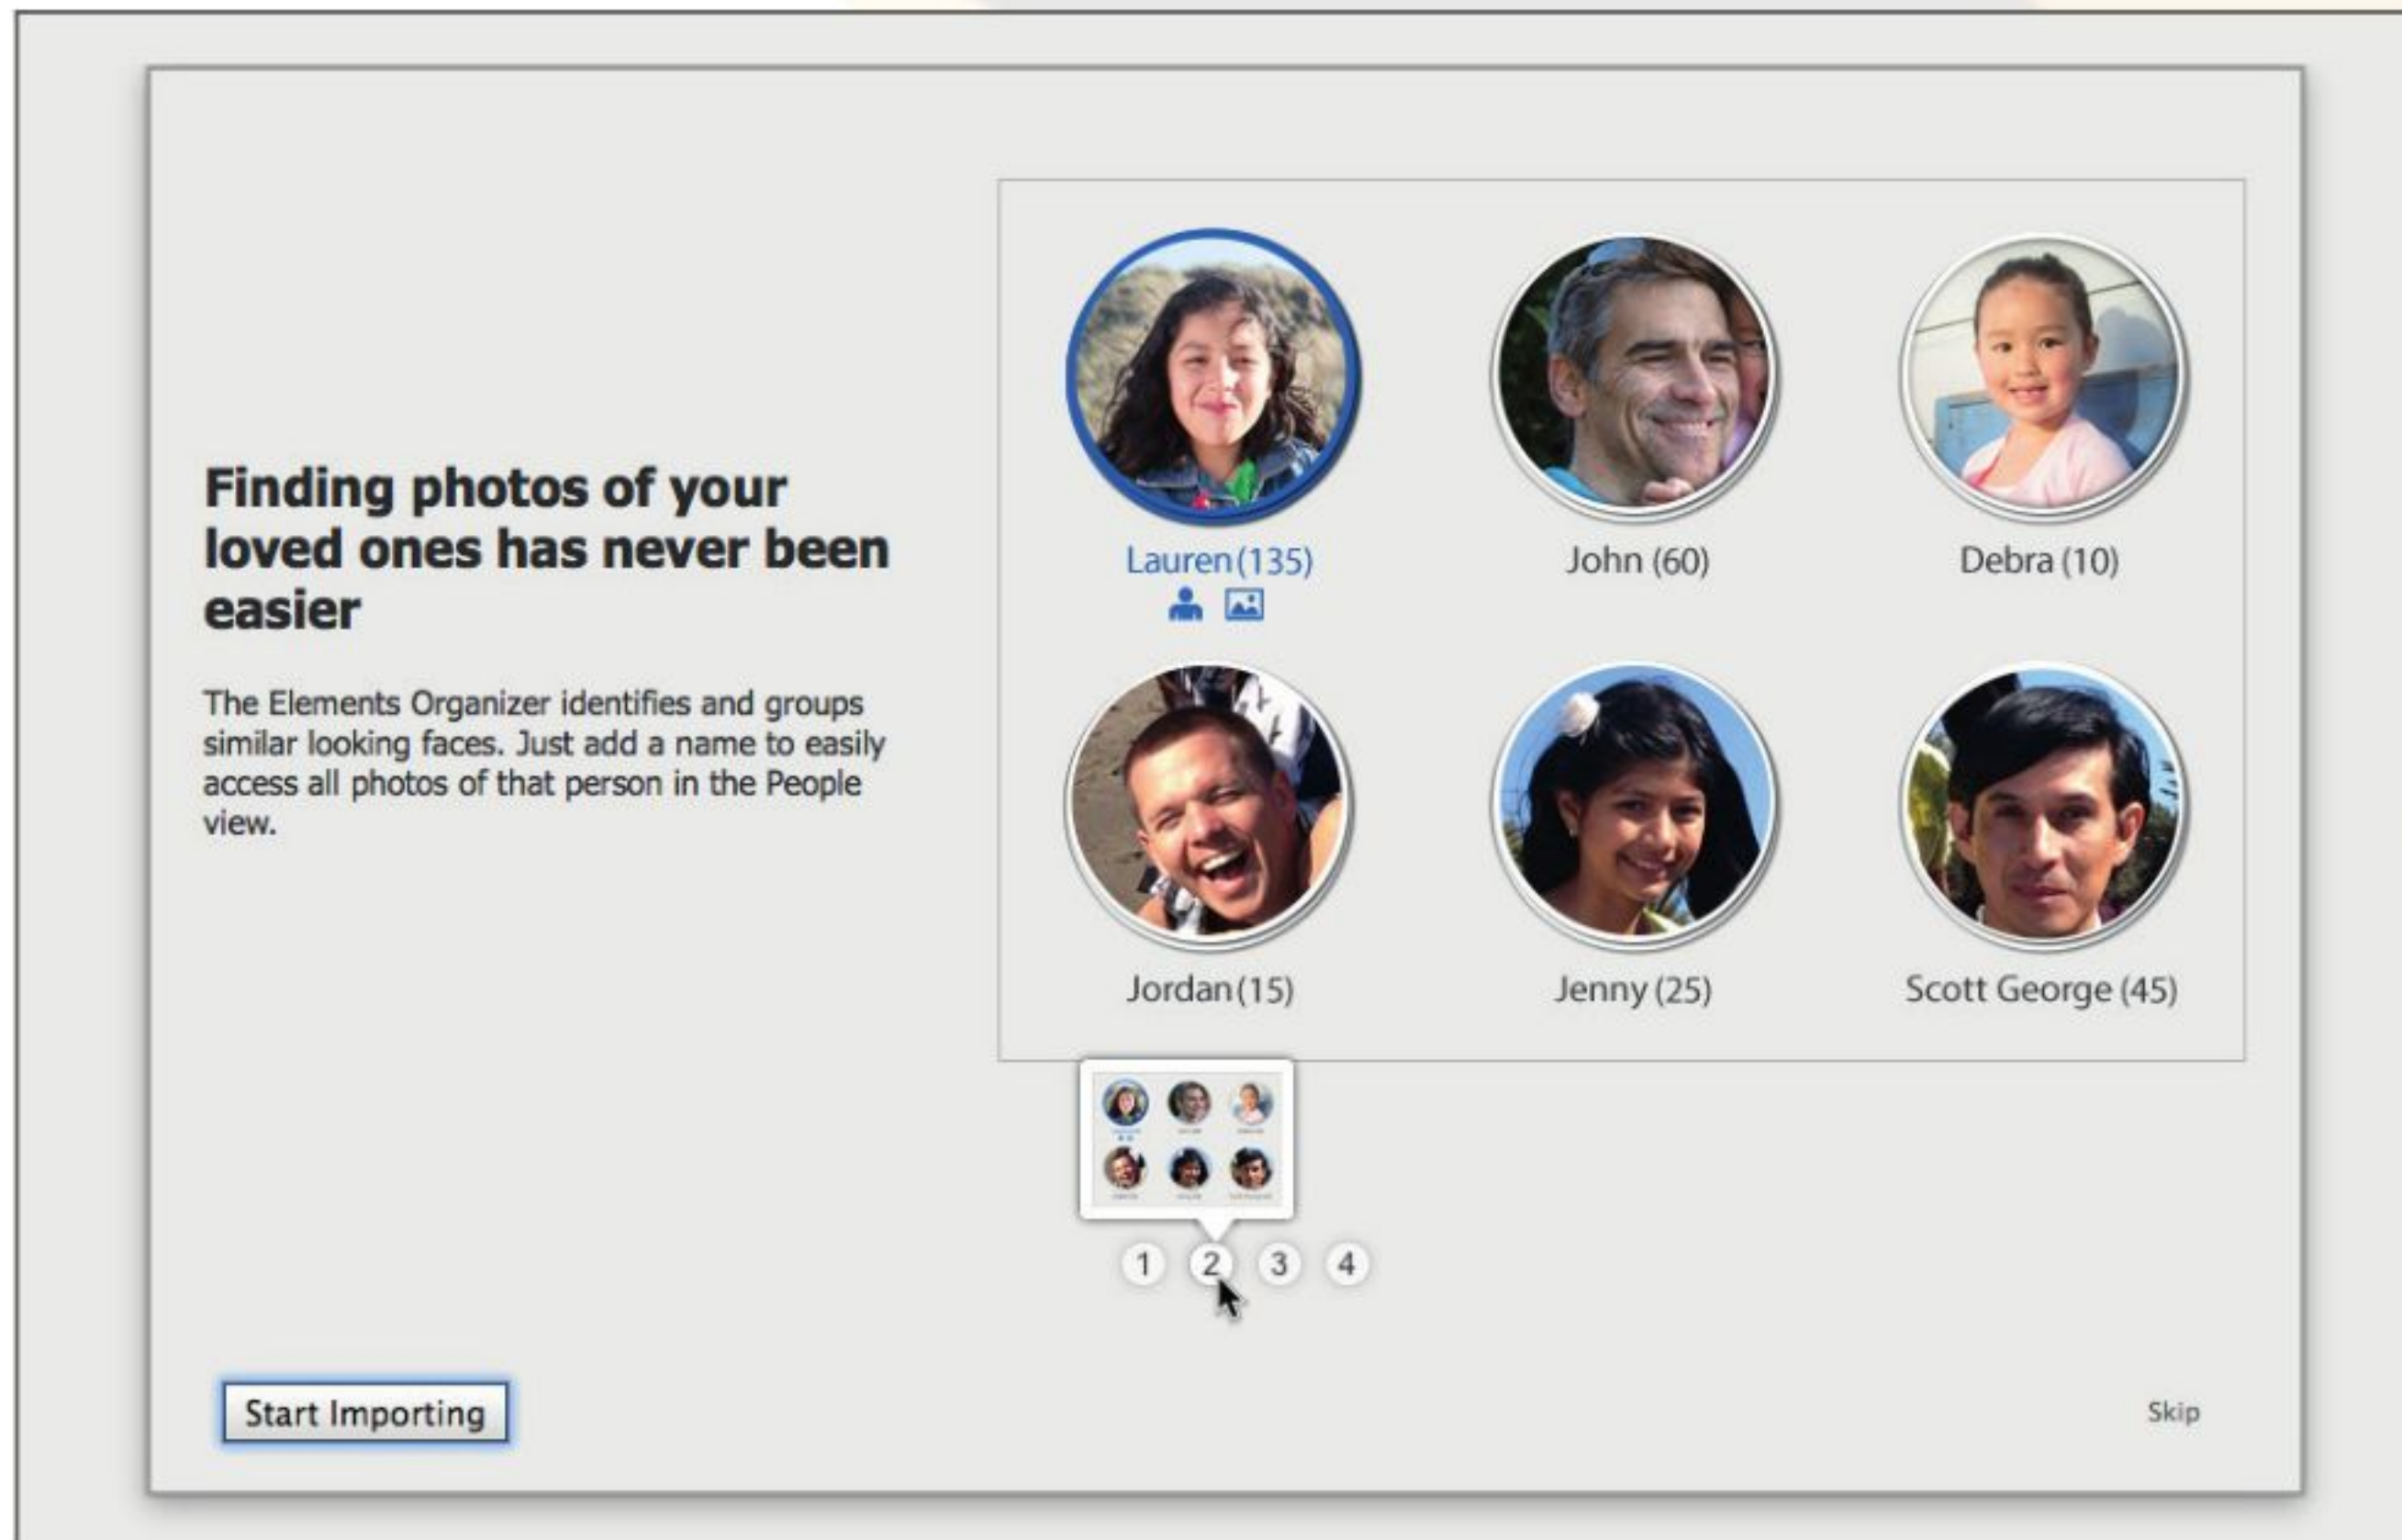 Finding photos of your
loved ones has never been
easier
The Elements Organizer identifies and groups
similar looking faces. Just add a name to easily
access all photos of that person in the People
view.
Lauren (135)
John (60)
Debra (10)
Jordan (15)
Jenny (25)
Scott George (45)
1 2 3 4
Start Importing
Skip